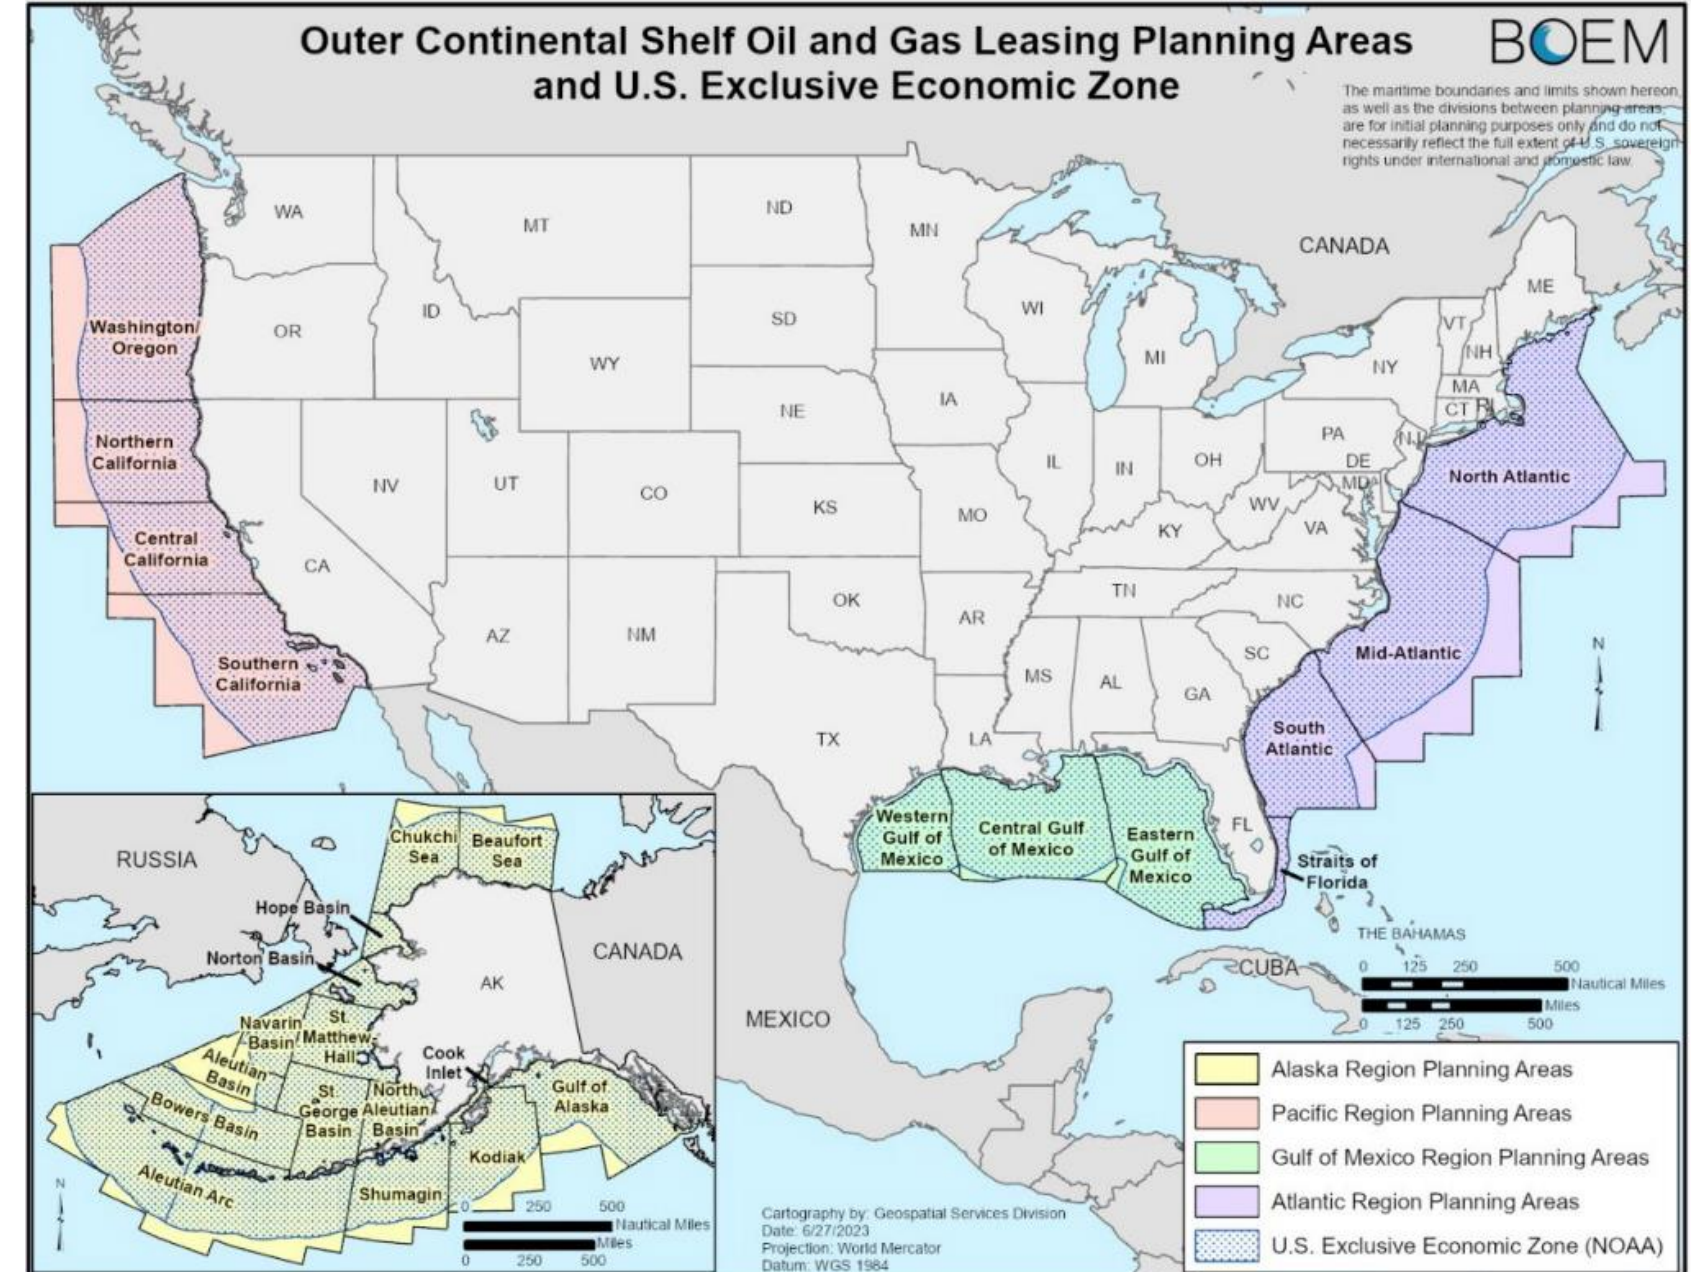 Outer Continental Shelf Oil and Gas Leasing Planning Areas
and U.S. Exclusive Economic Zone
BOEM
The maritime boundaries and limits shown hereon,
as well as the divisions between planning areas,
are for initial planning purposes only and do not
necessarily reflect the full extent of U.S. sovereign
rights under international and domestic law.
WA
MT
ND
MN
CANADA
ME
OR
ID
SD
WI
VT
NH
Washington/
Oregon
WY
MI
NY
MA
CT
RI
NE
IA
Northern
California
PA
NJ
NV
UT
CO
IL
IN
OH
DE
MD
North Atlantic
KS
MO
WV
VA
KY
Central
California
CA
OK
AR
TN
NC
AZ
NM
Mid-Atlantic
SC
Southern
California
MS
AL
GA
TX
LA
South
Atlantic
N
Western
Gulf of
Mexico
Central Gulf
of Mexico
Eastern
Gulf of
Mexico
FL
Straits of
Florida
THE BAHAMAS
CUBA
MEXICO
0 125 250 500
Nautical Miles
Miles
0 125 250 500
RUSSIA
Chukchi
Sea
Beaufort
Sea
Hope Basin
Norton Basin
AK
CANADA
Navarin
Basin
St.
Matthew-
Hall
Aleutian
Basin
Cook
Inlet
Bowers Basin
St.
George
Basin
North
Aleutian
Basin
Gulf of
Alaska
Kodiak
Aleutian Arc
Shumagin
N
0 250 500
Nautical Miles
Miles
0 250 500
Cartography by: Geospatial Services Division
Date: 6/27/2023
Projection: World Mercator
Datum: WGS 1984
Alaska Region Planning Areas
Pacific Region Planning Areas
Gulf of Mexico Region Planning Areas
Atlantic Region Planning Areas
U.S. Exclusive Economic Zone (NOAA)